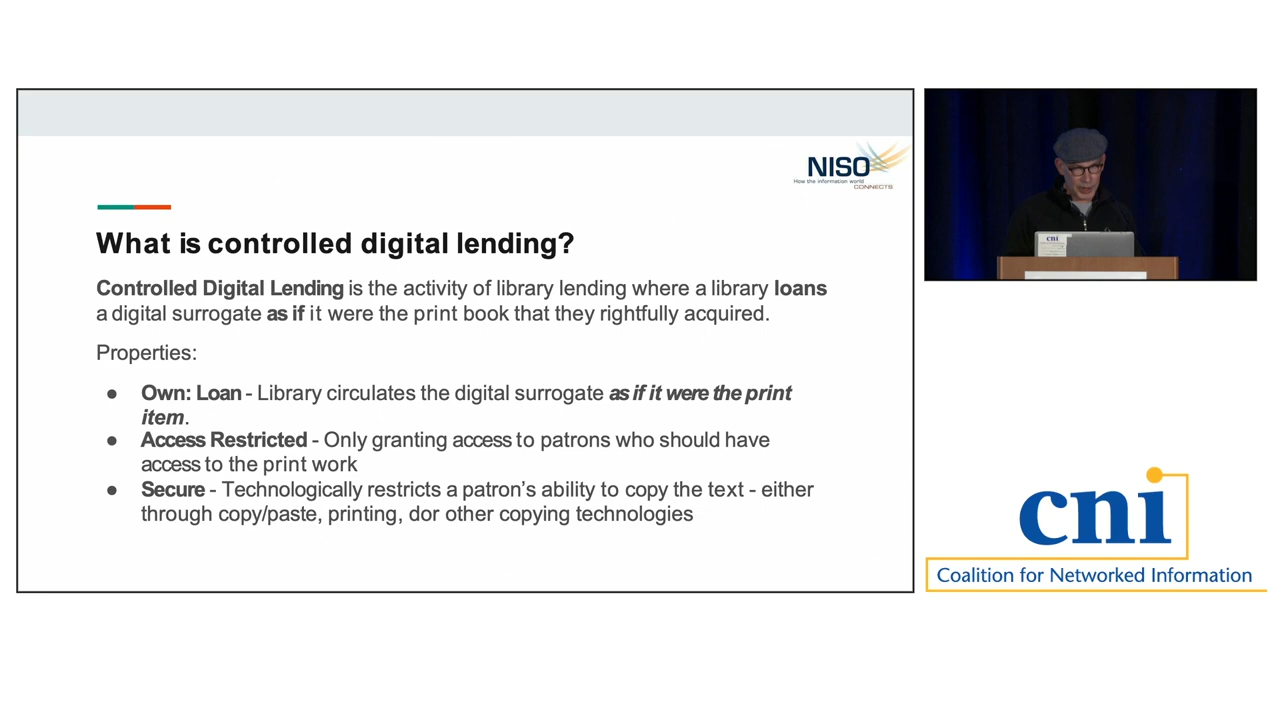 NISO
How the information world
CONNECTS
What is controlled digital lending?
Controlled Digital Lending is the activity of library lending where a library loans
a digital surrogate as if it were the print book that they rightfully acquired.
Properties:
● Own: Loan - Library circulates the digital surrogate as if it were the print
item.
● Access Restricted - Only granting access to patrons who should have
access to the print work
● Secure - Technologically restricts a patron's ability to copy the text - either
through copy/paste, printing, dor other copying technologies
cni
cni
Coalition for Networked Information